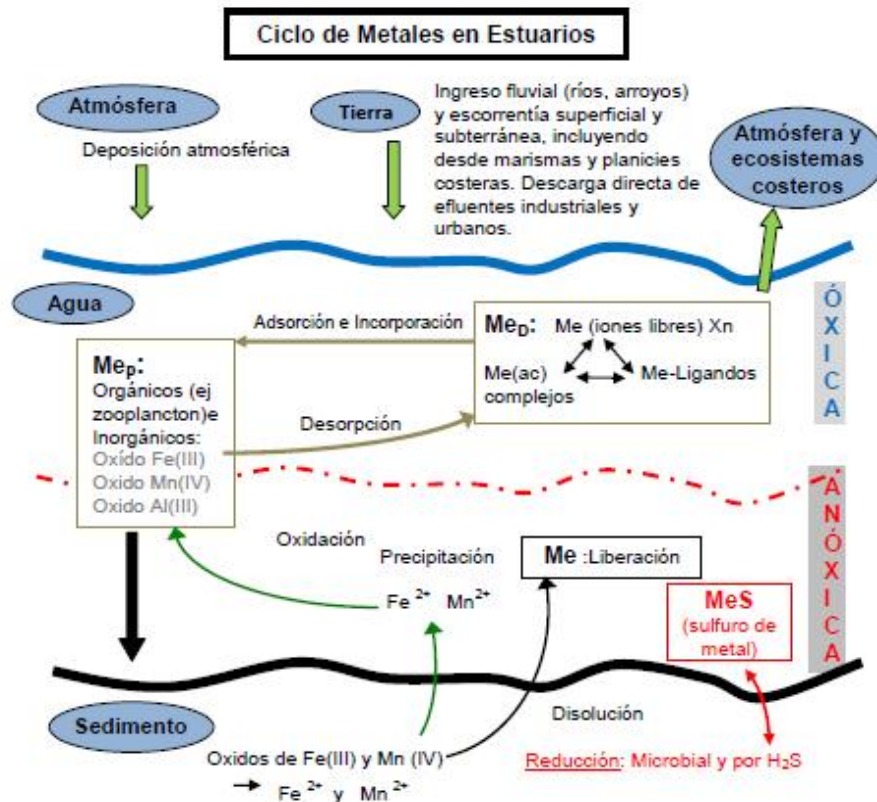 Ciclo de Metales en Estuarios
Atmósfera
Deposición atmosférica
Tierra
Ingreso fluvial (ríos, arroyos)
y escorrentía superficial y
subterránea, incluyendo
desde marismas y planicies
costeras. Descarga directa de
efluentes industriales y
urbanos.
Atmósfera y
ecosistemas
costeros
Agua
Adsorción e Incorporación
MeD: Me (iones libres) Xn
Me(ac)
complejos
Me-Ligandos
ÓXICA
MeP:
Orgánicos (ej
zooplancton)e
Inorgánicos:
Oxído Fe(III)
Oxido Mn(IV)
Oxido Al(III)
Desorpción
ANÓXICA
Oxidación
Precipitación
Fe 2+ Mn2+
Me :Liberación
MeS
(sulfuro de
metal)
Sedimento
Disolución
Oxidos de Fe(III) y Mn (IV)
→ Fe 2+ y Mn 2+
Reducción: Microbial y por H2S